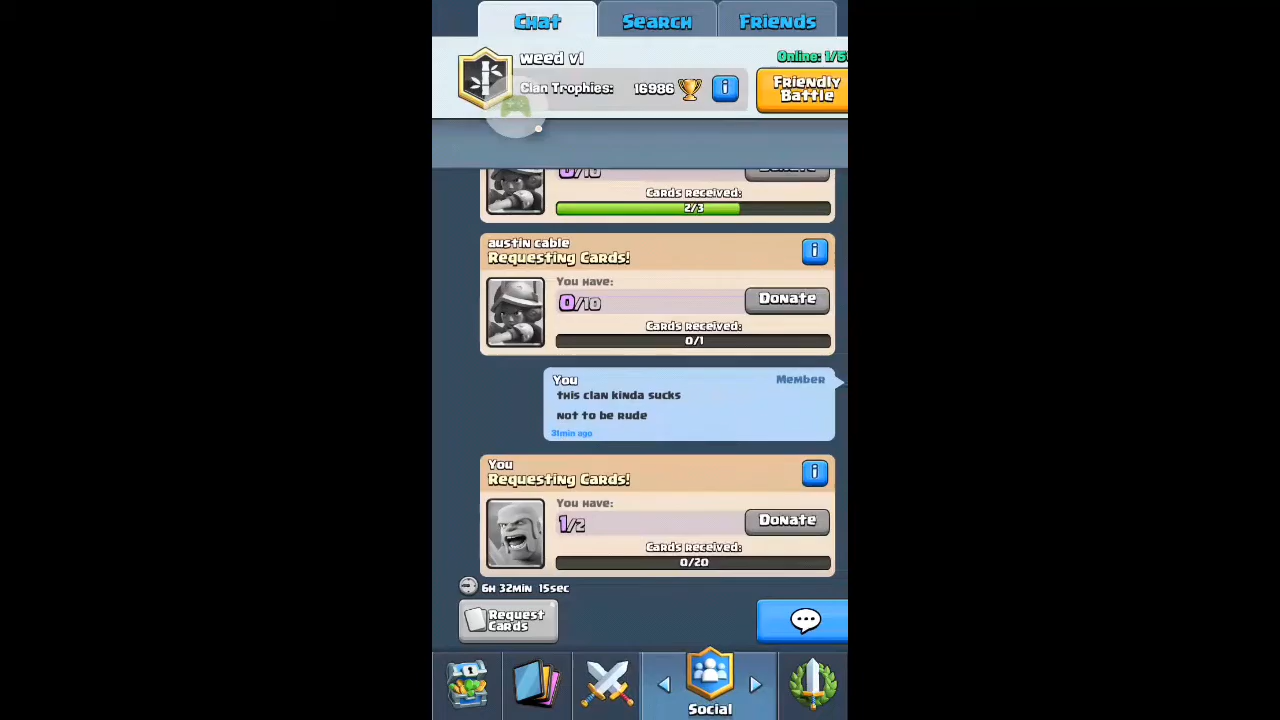 Chat
Search
Friends
weed v1
Online: 1/5
Clan Trophies: 16986
i
Friendly
Battle
0/10
Donate
Cards received:
2/3
austin cable
Requesting Cards!
i
You have:
0/10
Donate
Cards received:
0/1
You
Member
this clan kinda sucks
not to be rude
31min ago
You
Requesting Cards!
i
You have:
1/2
Donate
Cards received:
0/20
6h 32min 15sec
Request
Cards
Social